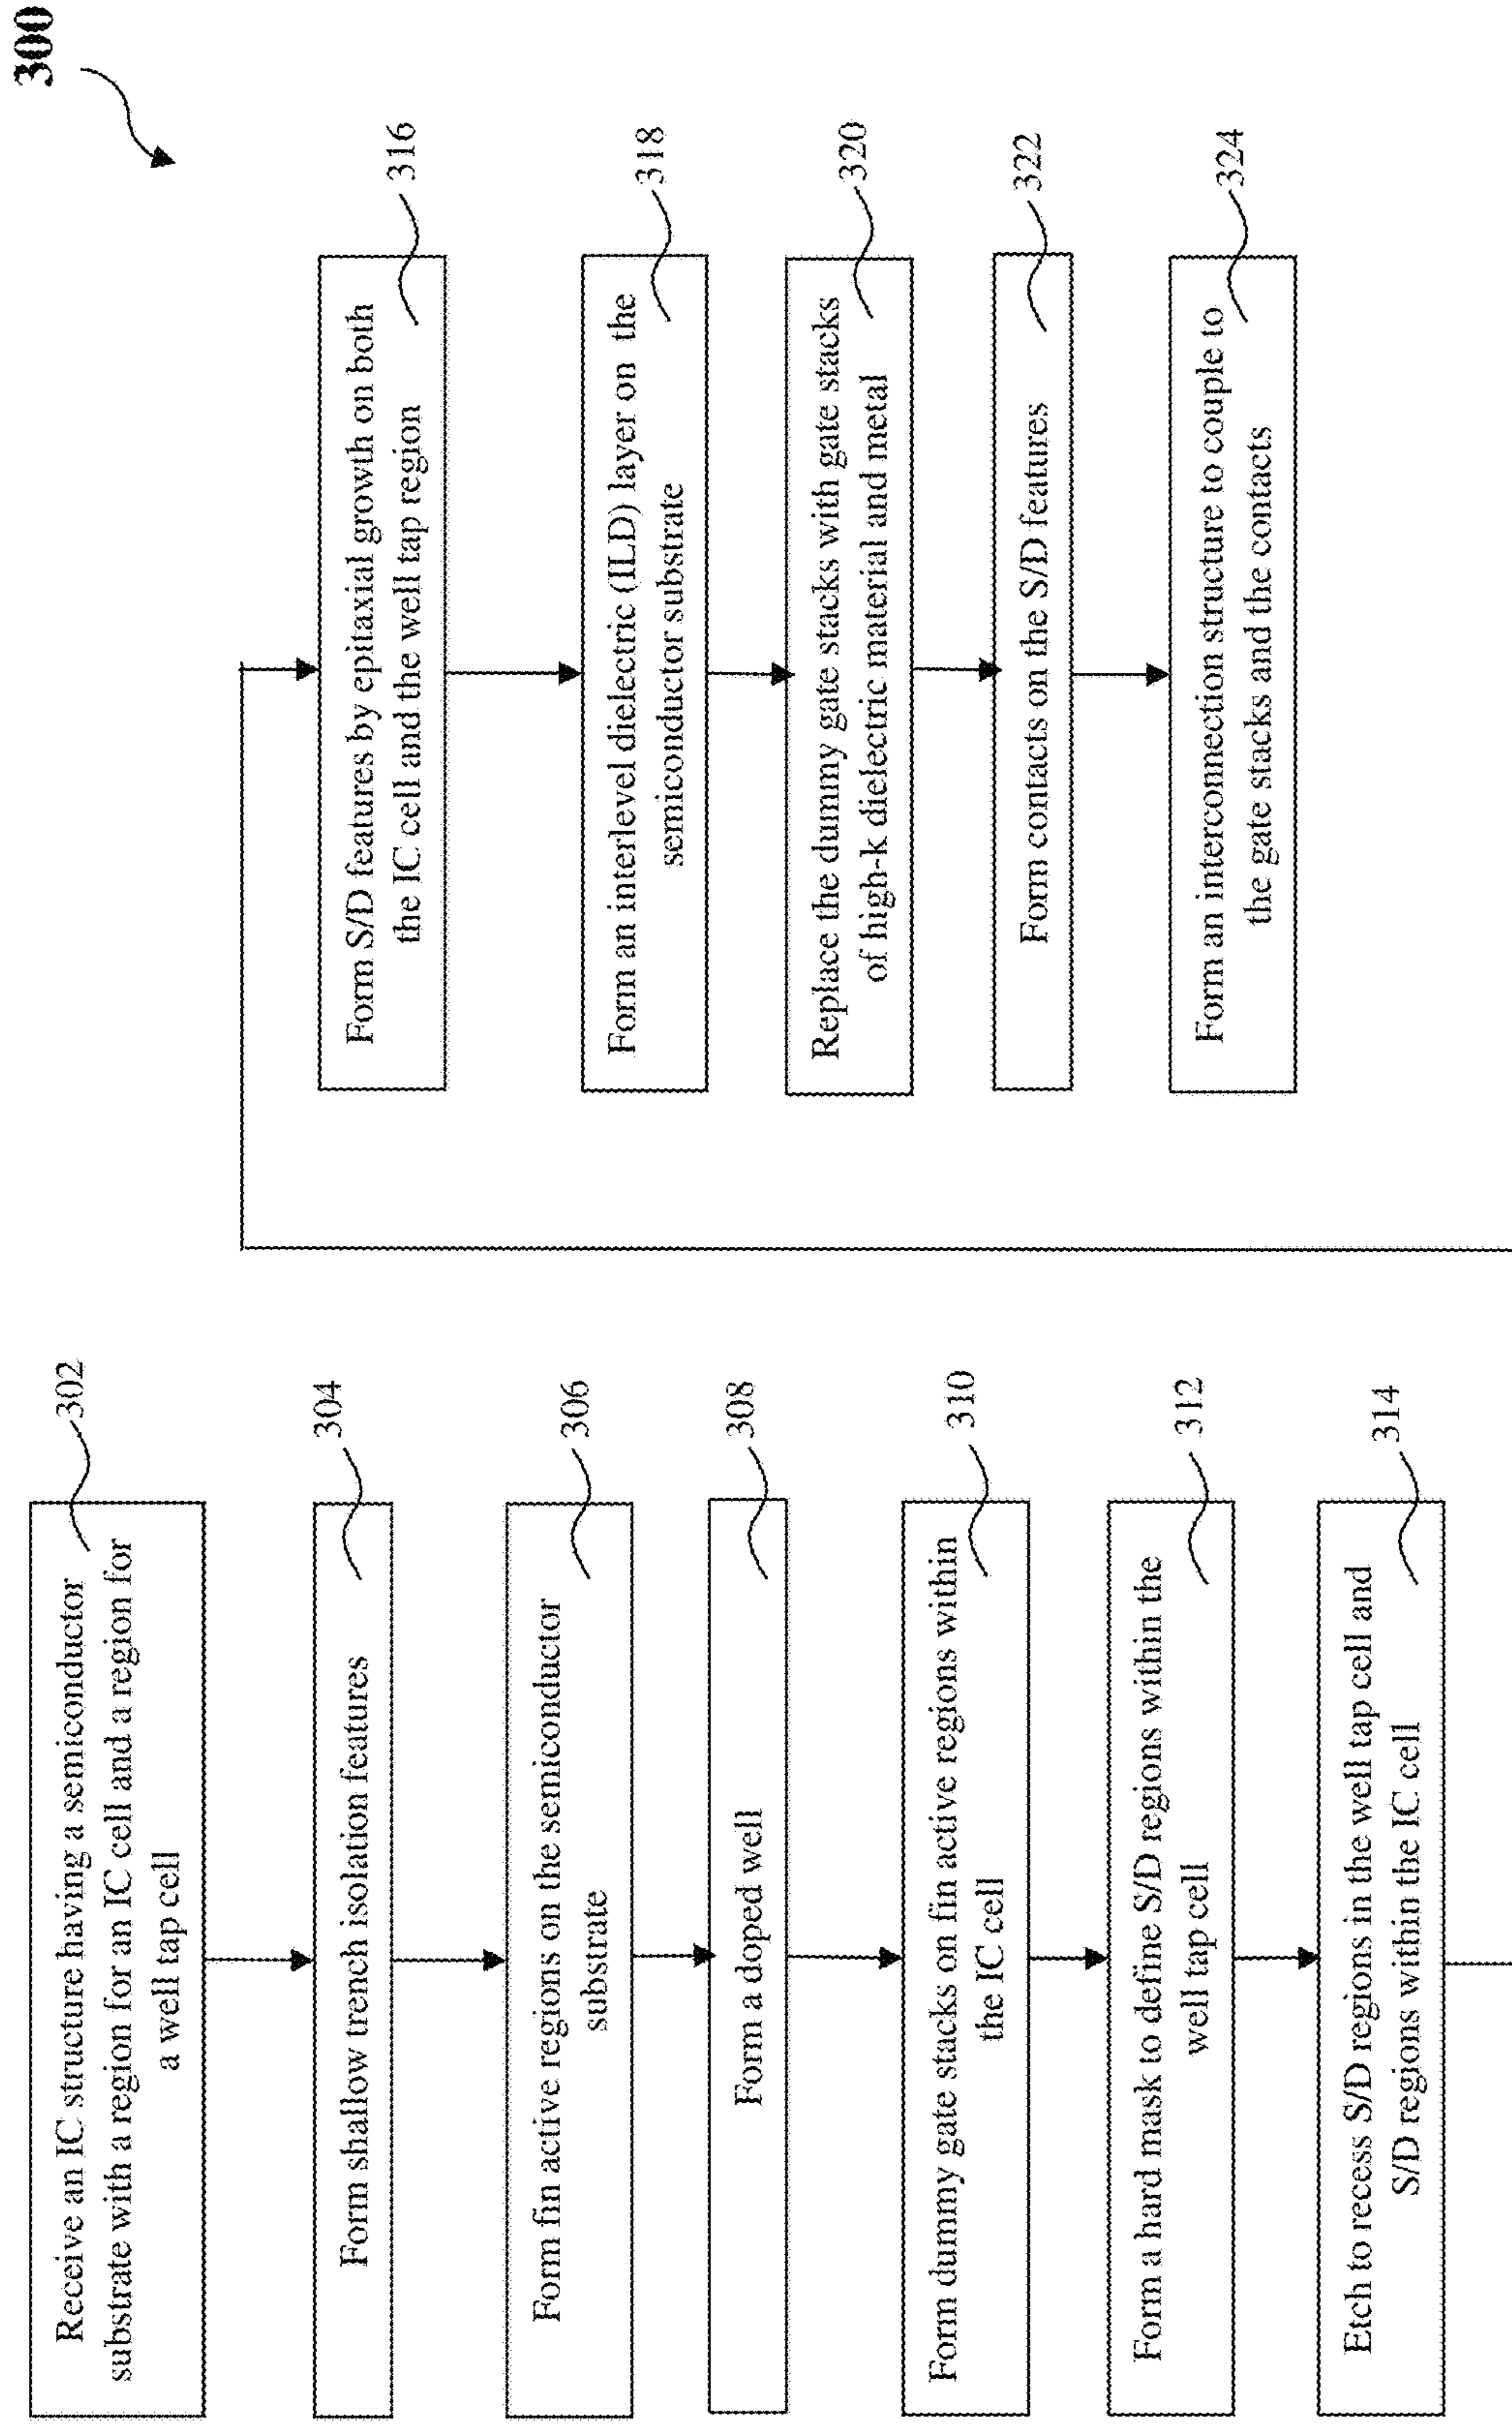 300
Receive an IC structure having a semiconductor
substrate with a region for an IC cell and a region for
a well tap cell
302
Form shallow trench isolation features
304
Form fin active regions on the semiconductor
substrate
306
Form a doped well
308
Form dummy gate stacks on fin active regions within
the IC cell
310
Form a hard mask to define S/D regions within the
well tap cell
312
Etch to recess S/D regions in the well tap cell and
S/D regions within the IC cell
314
Form S/D features by epitaxial growth on both
the IC cell and the well tap region
316
Form an interlevel dielectric (ILD) layer on the
semiconductor substrate
318
Replace the dummy gate stacks with gate stacks
of high-k dielectric material and metal
320
Form contacts on the S/D features
322
Form an interconnection structure to couple to
the gate stacks and the contacts
324